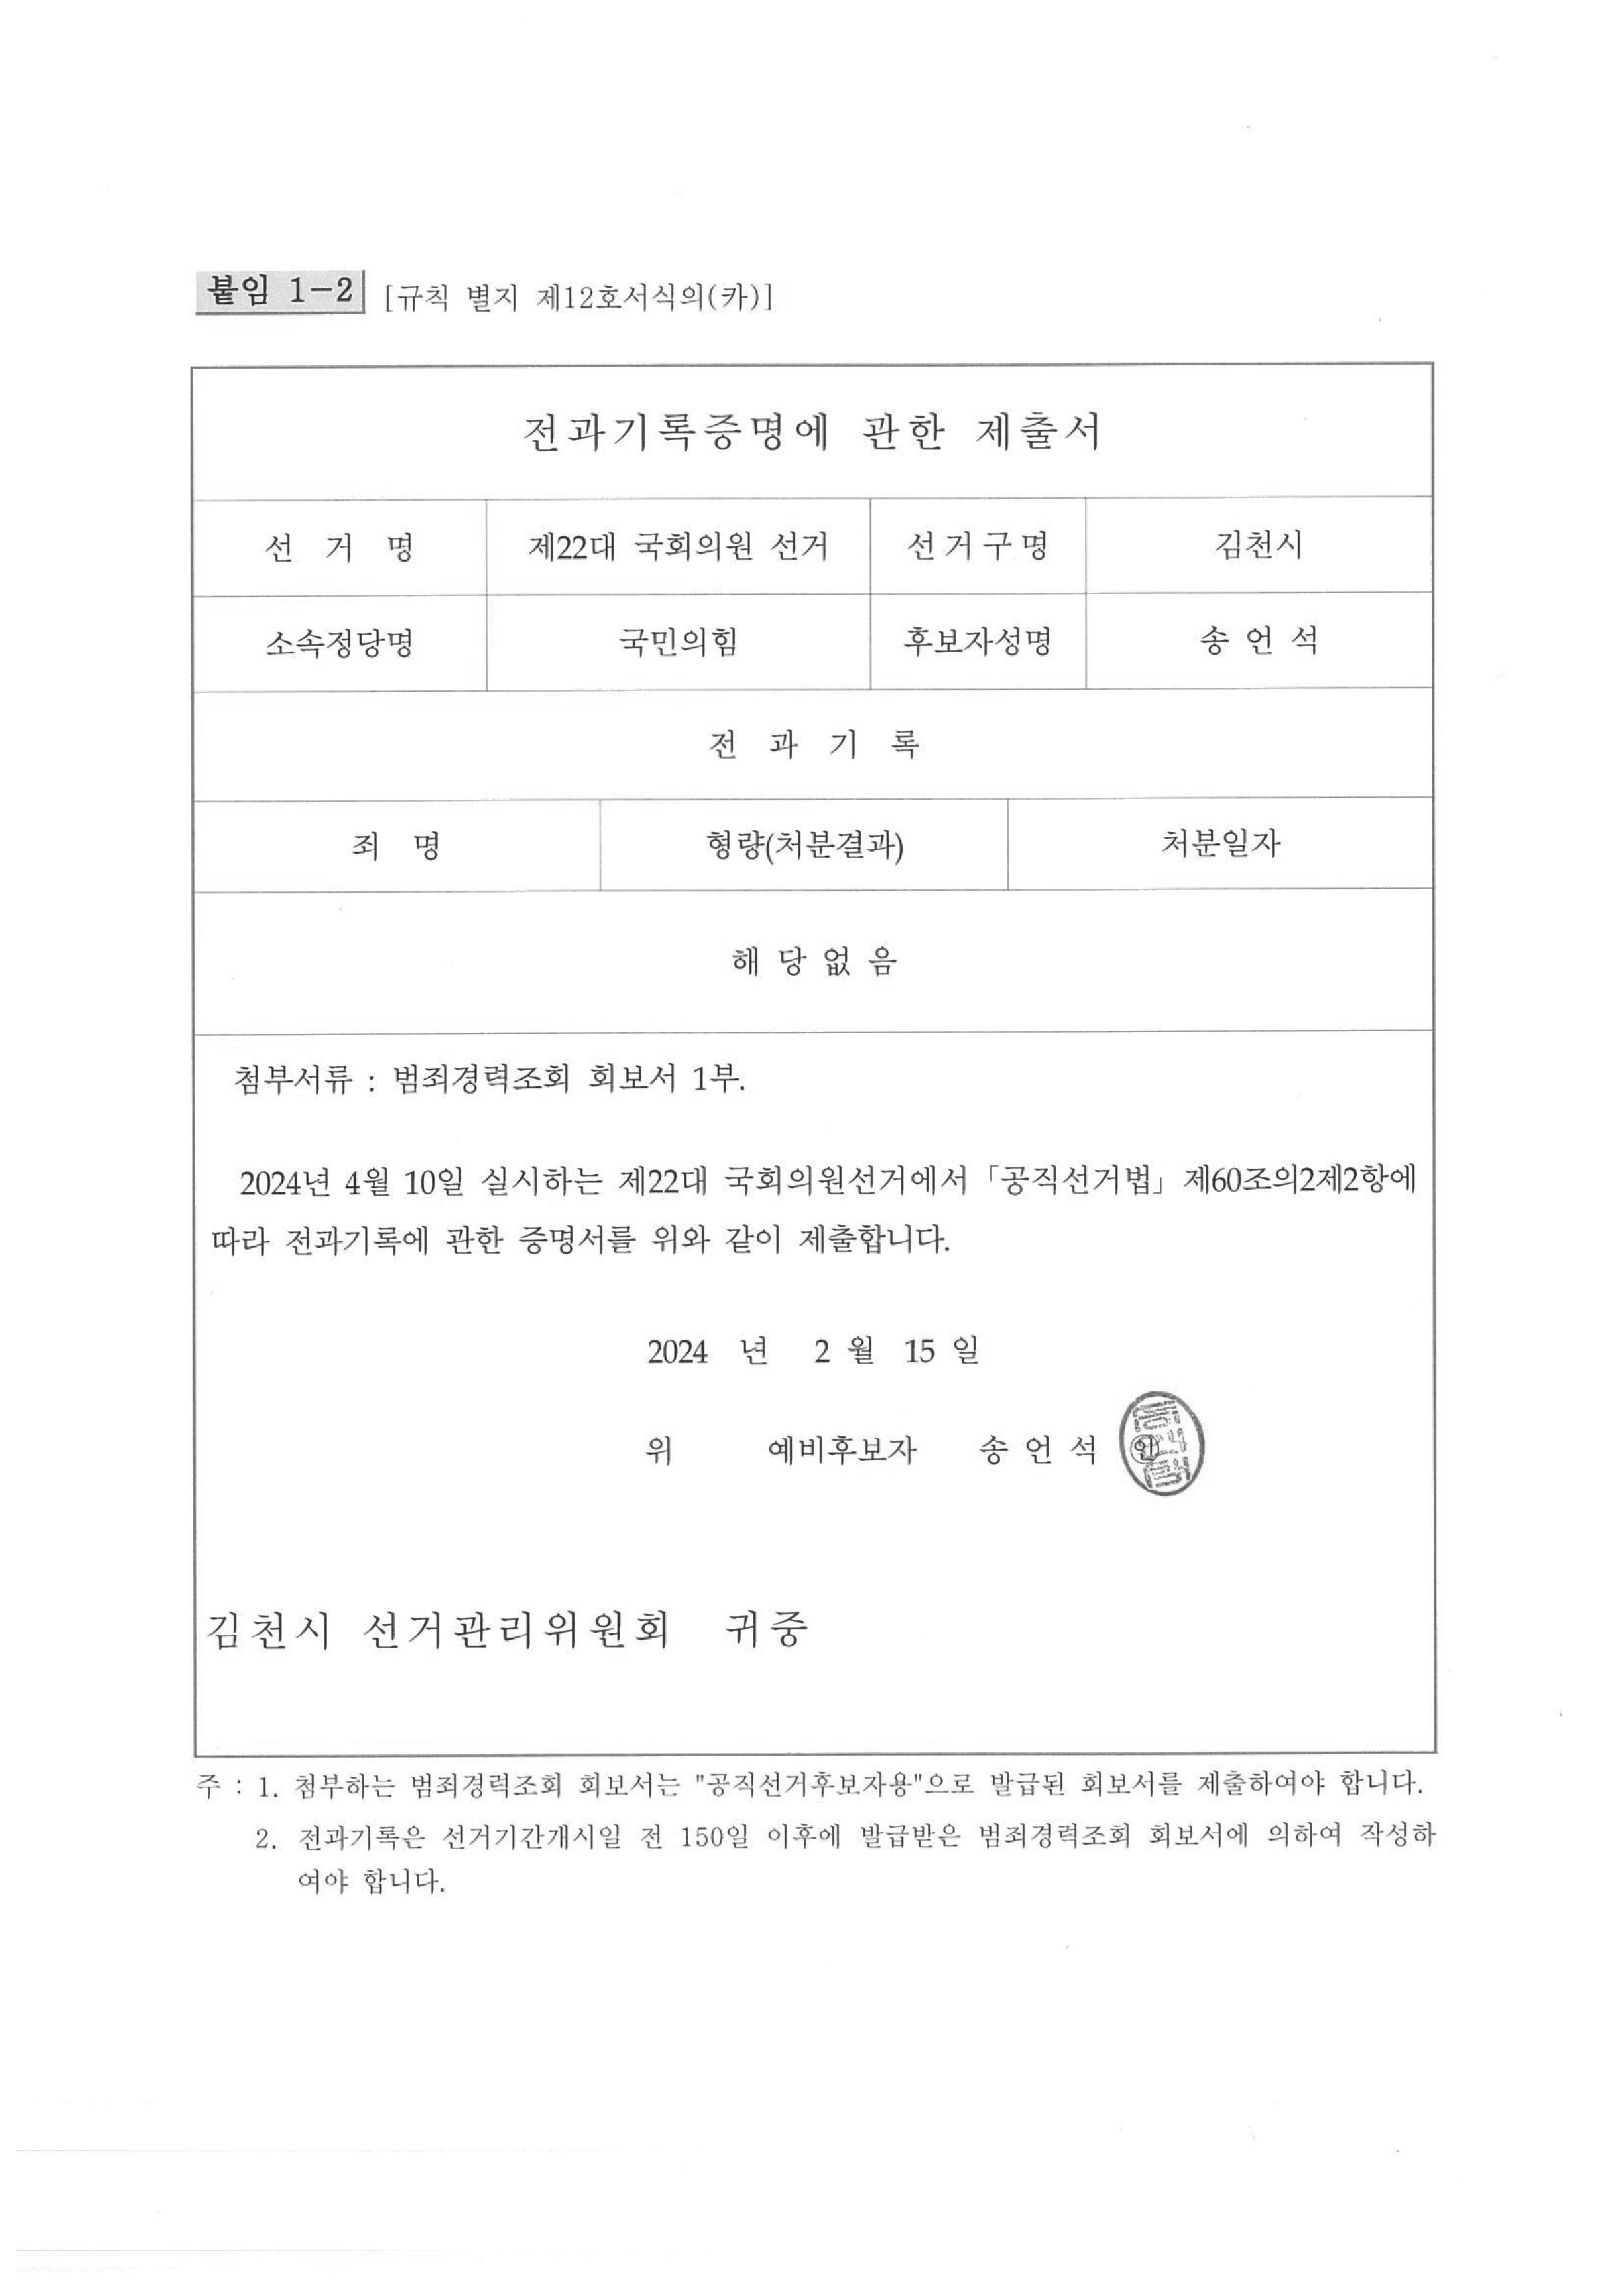 붙임 1-2 [규칙 별지 제12호서식의(카)]
전과기록증명에 관한 제출서
선 거 명 제22대 국회의원 선거 선거구명 김천시
소속정당명 국민의힘 후보자성명 송 언 석
전 과 기 록
죄 명 형량(처분결과) 처분일자
해 당 없 음
첨부서류 : 범죄경력조회 회보서 1부.
2024년 4월 10일 실시하는 제22대 국회의원선거에서 「공직선거법」 제60조의2제2항에
따라 전과기록에 관한 증명서를 위와 같이 제출합니다.
2024 년 2 월 15 일
위 예비후보자 송 언 석 ㊞
김천시 선거관리위원회 귀중
주 : 1. 첨부하는 범죄경력조회 회보서는 "공직선거후보자용"으로 발급된 회보서를 제출하여야 합니다.
2. 전과기록은 선거기간개시일 전 150일 이후에 발급받은 범죄경력조회 회보서에 의하여 작성하
여야 합니다.